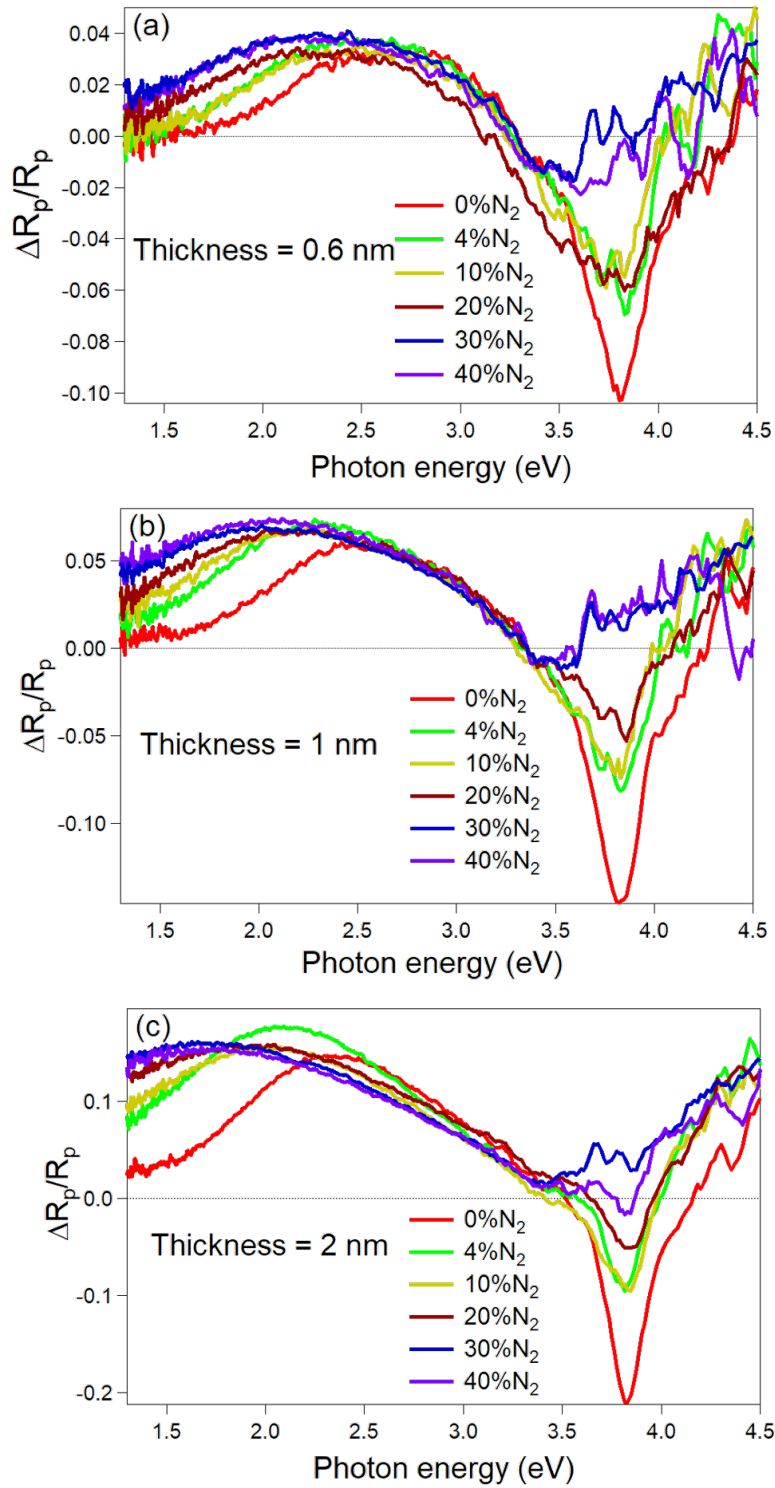 (a)
0.04
0.02
0.00
-0.02
-0.04
-0.06
-0.08
-0.10
ΔR_p/R_p
0%N₂
4%N₂
10%N₂
20%N₂
30%N₂
40%N₂
Thickness = 0.6 nm
1.5 2.0 2.5 3.0 3.5 4.0 4.5
Photon energy (eV)
(b)
0.05
0.00
-0.05
-0.10
ΔR_p/R_p
0%N₂
4%N₂
10%N₂
20%N₂
30%N₂
40%N₂
Thickness = 1 nm
1.5 2.0 2.5 3.0 3.5 4.0 4.5
Photon energy (eV)
(c)
0.1
0.0
-0.1
-0.2
ΔR_p/R_p
0%N₂
4%N₂
10%N₂
20%N₂
30%N₂
40%N₂
Thickness = 2 nm
1.5 2.0 2.5 3.0 3.5 4.0 4.5
Photon energy (eV)